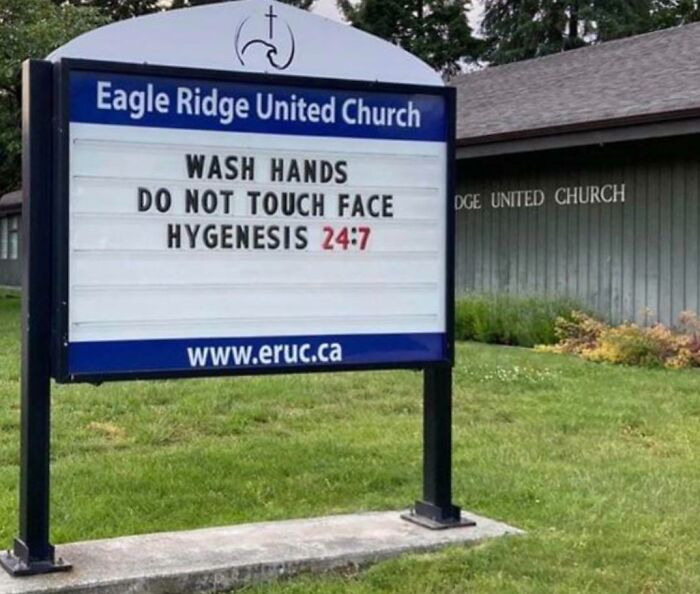 Eagle Ridge United Church
WASH HANDS
DO NOT TOUCH FACE
HYGENESIS 24:7
www.eruc.ca
DGE UNITED CHURCH